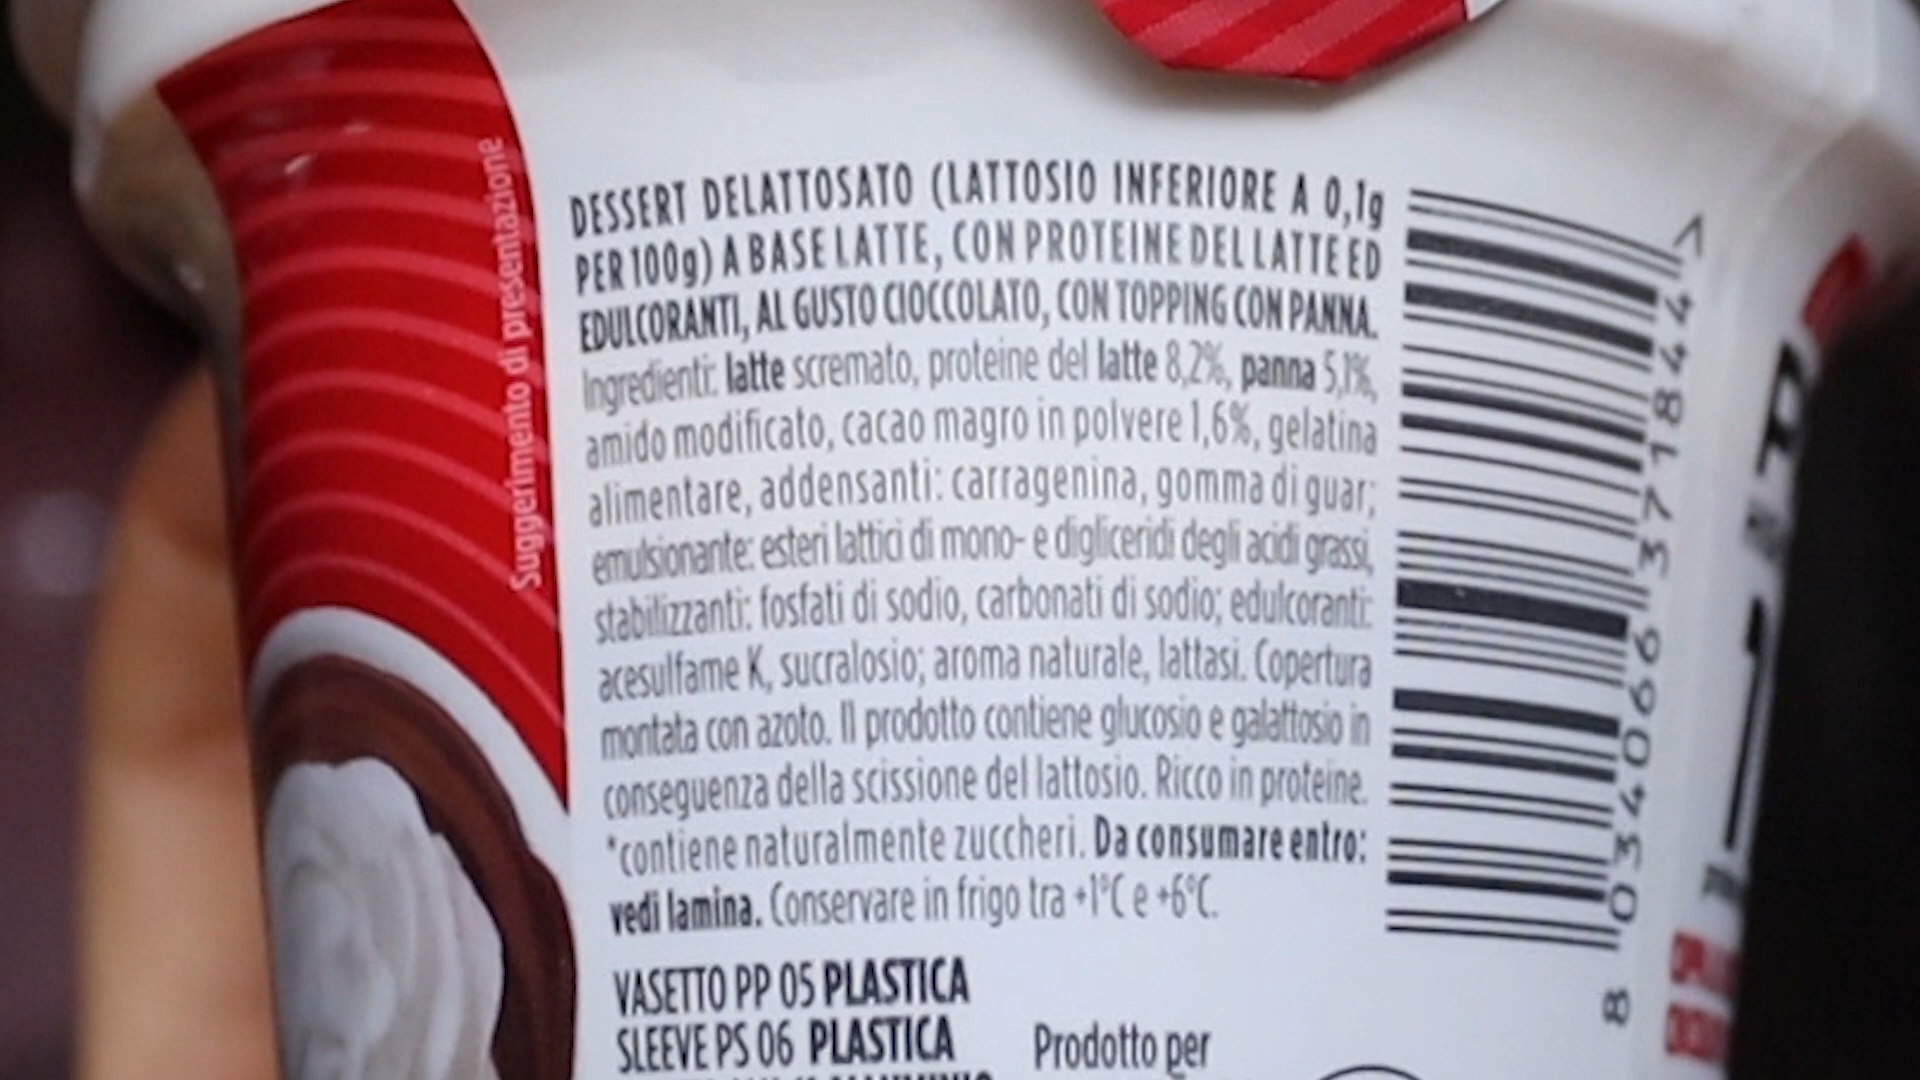 Suggerimento di presentazione
DESSERT DELATTOSATO (LATTOSIO INFERIORE A 0,1g
PER 100g) A BASE LATTE, CON PROTEINE DEL LATTE ED
EDULCORANTI, AL GUSTO CIOCCOLATO, CON TOPPING CON PANNA.
Ingredienti: latte scremato, proteine del latte 8,2%, panna 5,1%,
amido modificato, cacao magro in polvere 1,6%, gelatina
alimentare, addensanti: carragenina, gomma di guar;
emulsionante: esteri lattici di mono- e digliceridi degli acidi grassi,
stabilizzanti: fosfati di sodio, carbonati di sodio; edulcoranti:
acesulfame K, sucralosio; aroma naturale, lattasi. Copertura
montata con azoto. Il prodotto contiene glucosio e galattosio in
conseguenza della scissione del lattosio. Ricco in proteine.
*contiene naturalmente zuccheri. Da consumare entro:
vedi lamina. Conservare in frigo tra +1°C e +6°C.
VASETTO PP 05 PLASTICA
SLEEVE PS 06 PLASTICA
Prodotto per
8 034066 371844 >